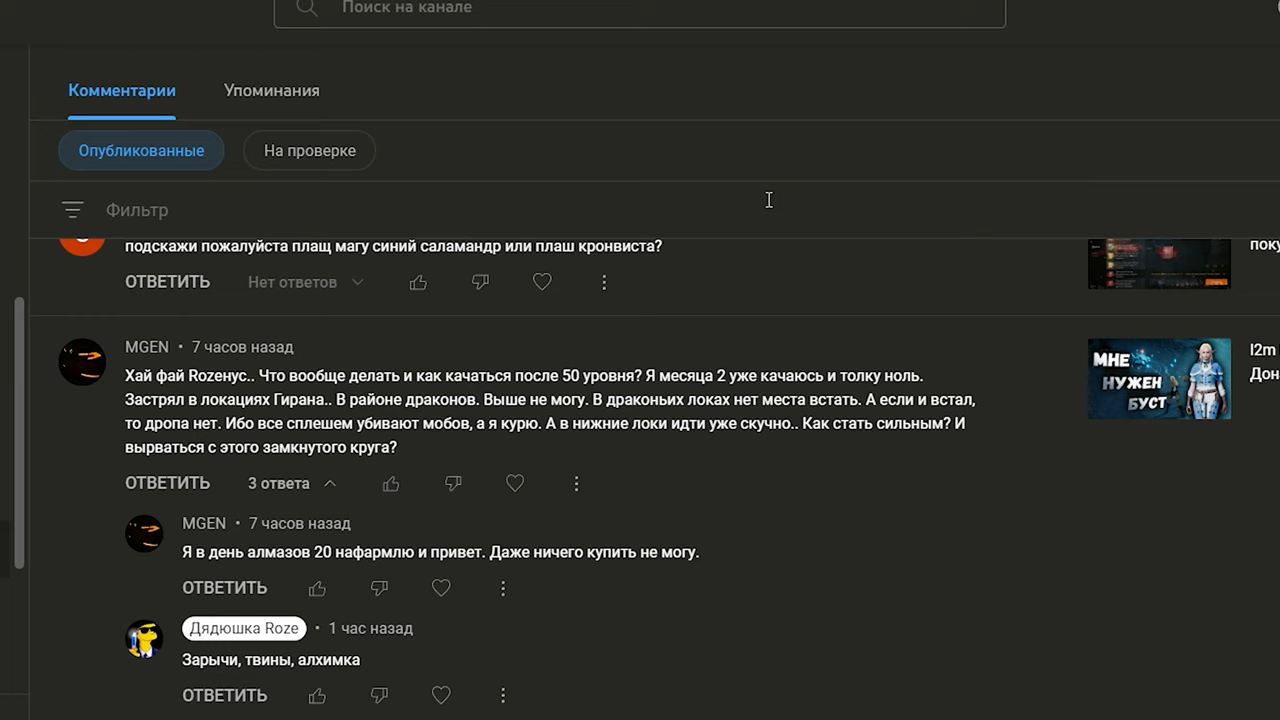 Поиск на канале
Комментарии
Упоминания
Опубликованные
На проверке
Фильтр
подскажи пожалуйста плащ магу синий саламандр или плаш кронвиста?
ОТВЕТИТЬ
Нет ответов
MGEN • 7 часов назад
Хай фай Rozенус.. Что вообще делать и как качаться после 50 уровня? Я месяца 2 уже качаюсь и толку ноль.
Застрял в локациях Гирана.. В районе драконов. Выше не могу. В драконьих локах нет места встать. А если и встал,
то дропа нет. Ибо все сплешем убивают мобов, а я курю. А в нижние локи идти уже скучно.. Как стать сильным? И
вырваться с этого замкнутого круга?
МНЕ
НУЖЕН
БУСТ
l2m
Дон
ОТВЕТИТЬ
3 ответа
MGEN • 7 часов назад
Я в день алмазов 20 нафармлю и привет. Даже ничего купить не могу.
ОТВЕТИТЬ
Дядюшка Roze • 1 час назад
Зарычи, твины, алхимка
ОТВЕТИТЬ